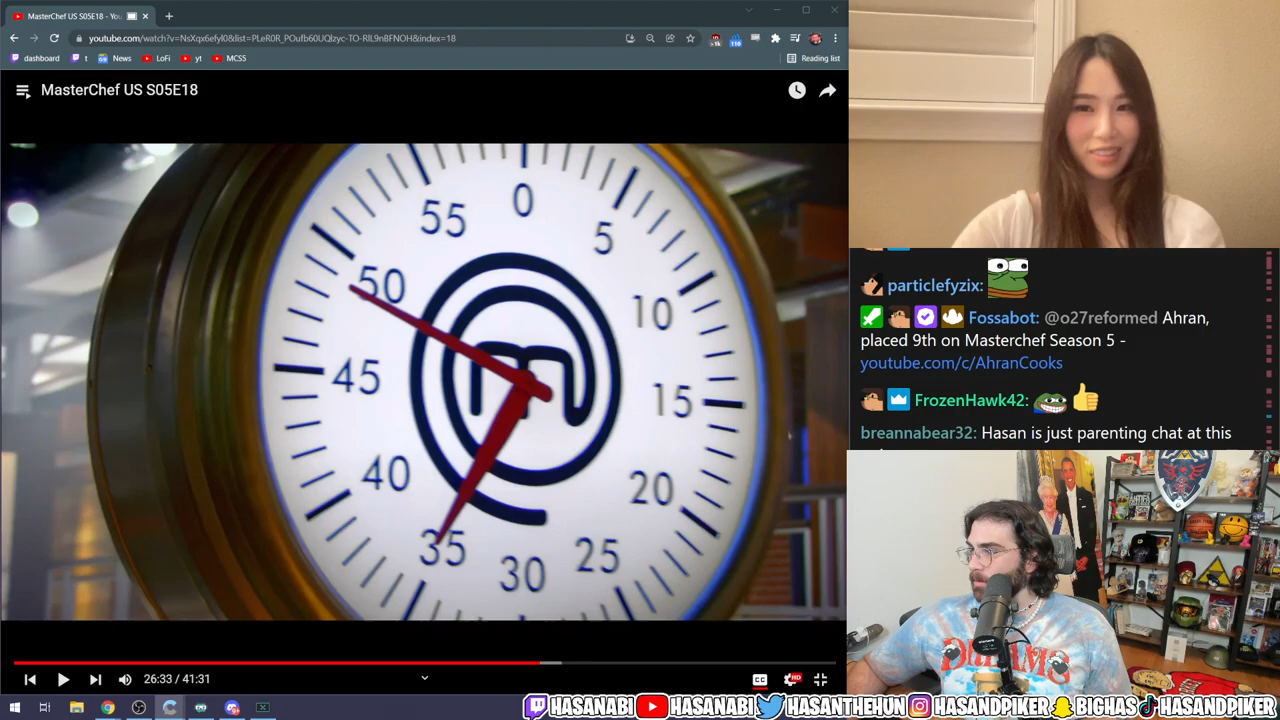 MasterChef US S05E18 - You
youtube.com/watch?v=NsXqx6efyl0&list=PLeR0R_POufb60UQlzyc-TO-RlL9nBFNOH&index=18
dashboard
t
News
LoFi
yt
MCSS
Reading list
MasterChef US S05E18
0
5
10
15
20
25
30
35
40
45
50
55
m
particlefyzix:
Fossabot: @o27reformed Ahran,
placed 9th on Masterchef Season 5 -
youtube.com/c/AhranCooks
FrozenHawk42:
breannabear32: Hasan is just parenting chat at this
DREAMS
26:33 / 41:31
CC
HD
HASANABI
HASANABI
HASANTHEHUN
HASANDPIKER
BIGHAS
HASANDPIKER